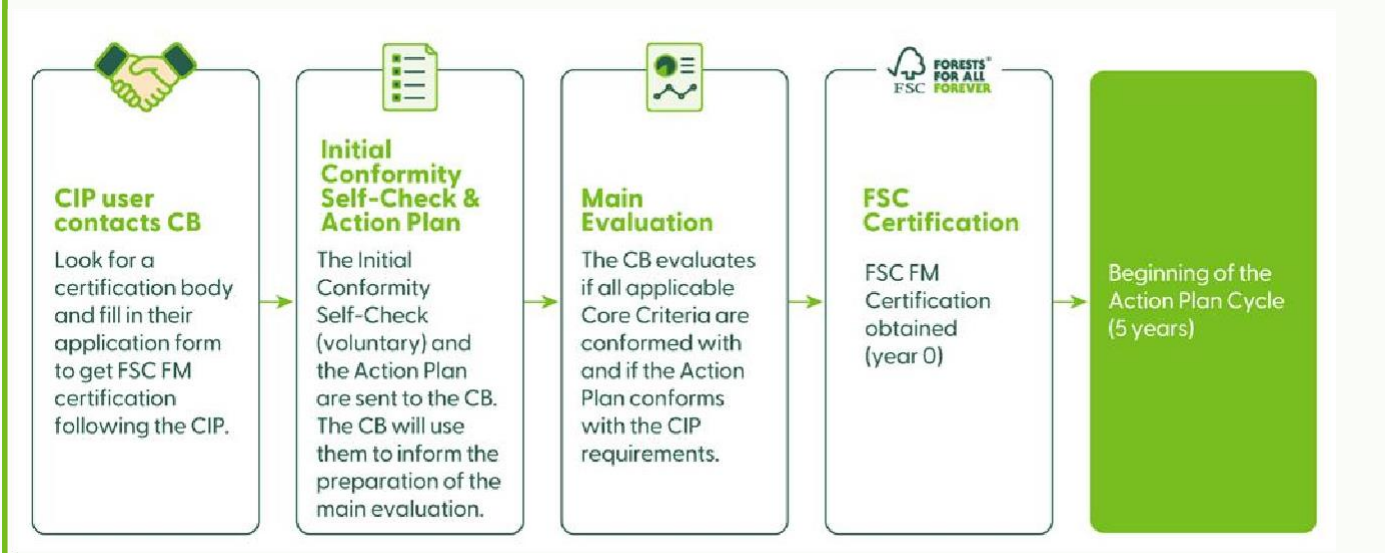 CIP user
contacts CB
Look for a
certification body
and fill in their
application form
to get FSC FM
certification
following the CIP.
Initial
Conformity
Self-Check &
Action Plan
The Initial
Conformity
Self-Check
(voluntary) and
the Action Plan
are sent to the CB.
The CB will use
them to inform the
preparation of the
main evaluation.
Main
Evaluation
The CB evaluates
if all applicable
Core Criteria are
conformed with
and if the Action
Plan conforms
with the CIP
requirements.
FSC
FORESTS®
FOR ALL
FOREVER
FSC
Certification
FSC FM
Certification
obtained
(year 0)
Beginning of the
Action Plan Cycle
(5 years)